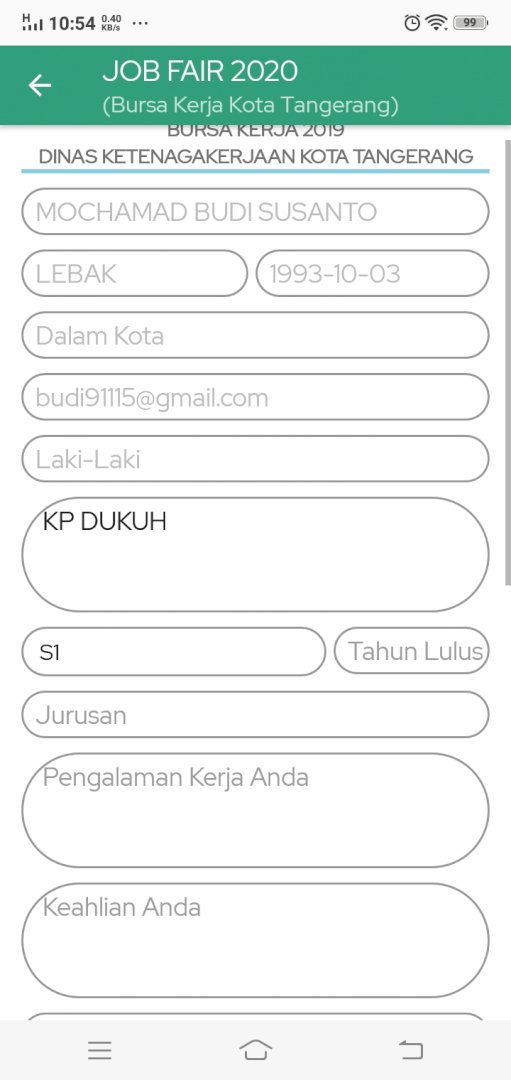 H 10:54 0.40 KB/s ... 99
JOB FAIR 2020
(Bursa Kerja Kota Tangerang)
BURSA KERJA 2019
DINAS KETENAGAKERJAAN KOTA TANGERANG
MOCHAMAD BUDI SUSANTO
LEBAK 1993-10-03
Dalam Kota
budi91115@gmail.com
Laki-Laki
KP DUKUH
S1 Tahun Lulus
Jurusan
Pengalaman Kerja Anda
Keahlian Anda